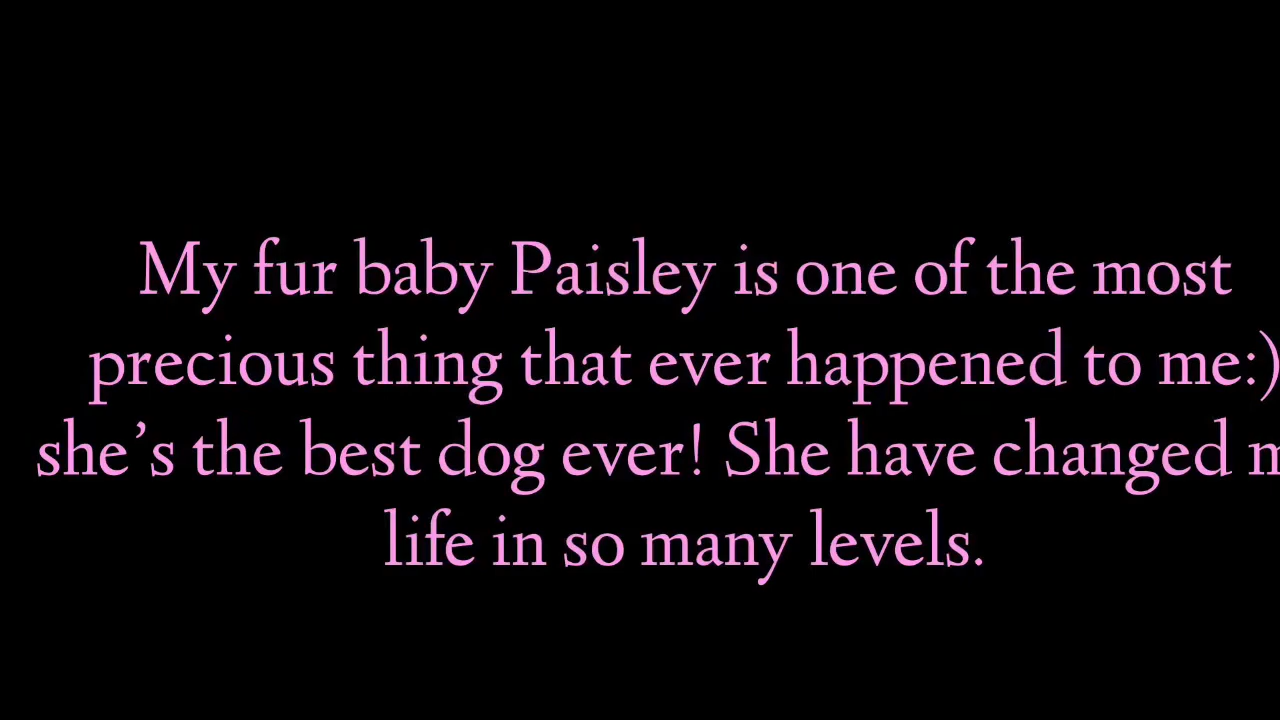 My fur baby Paisley is one of the most
precious thing that ever happened to me:)
she’s the best dog ever! She have changed
life in so many levels.